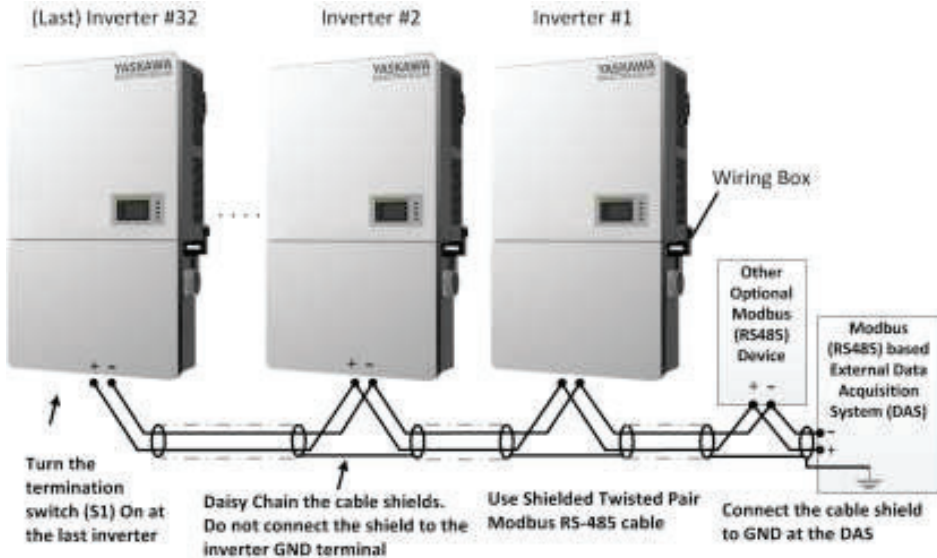 (Last) Inverter #32
Inverter #2
Inverter #1
YASKAWA
YASKAWA
YASKAWA
Wiring Box
. . . .
Other
Optional
Modbus
(RS485)
Device
Modbus
(RS485) based
External Data
Acquisition
System (DAS)
+ -
+ -
+ -
-
+
Turn the
termination
switch (S1) On at
the last inverter
Daisy Chain the cable shields.
Do not connect the shield to the
inverter GND terminal
Use Shielded Twisted Pair
Modbus RS-485 cable
Connect the cable shield
to GND at the DAS